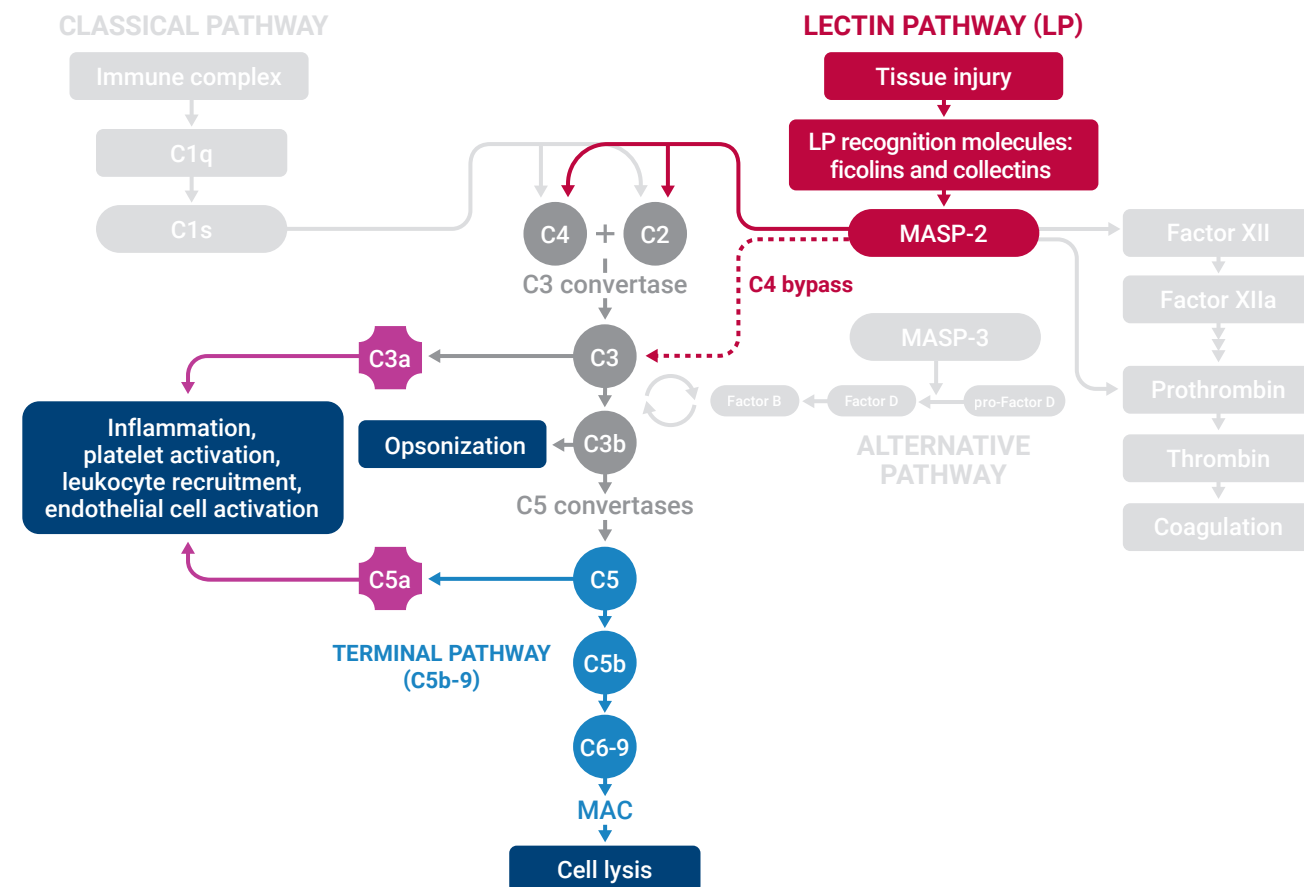 CLASSICAL PATHWAY
LECTIN PATHWAY (LP)
Immune complex
C1q
C1s
Tissue injury
LP recognition molecules:
ficolins and collectins
MASP-2
C4
+
C2
C3 convertase
C4 bypass
Factor XII
Factor XIIa
Prothrombin
Thrombin
Coagulation
MASP-3
Factor B
Factor D
pro-Factor D
ALTERNATIVE
PATHWAY
C3a
C3
Inflammation,
platelet activation,
leukocyte recruitment,
endothelial cell activation
Opsonization
C3b
C5 convertases
C5a
C5
TERMINAL PATHWAY
(C5b-9)
C5b
C6-9
MAC
Cell lysis